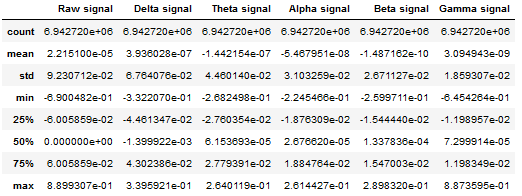 Raw signal Delta signal Theta signal Alpha signal Beta signal Gamma signal
count 6.942720e+06 6.942720e+06 6.942720e+06 6.942720e+06 6.942720e+06 6.942720e+06
mean 2.215100e-05 3.936028e-07 -1.442154e-07 -5.467951e-08 -1.487162e-10 3.094943e-09
std 9.230712e-02 6.764076e-02 4.460140e-02 3.103259e-02 2.671127e-02 1.859307e-02
min -6.900482e-01 -3.322070e-01 -2.682498e-01 -2.245466e-01 -2.599711e-01 -6.454264e-01
25% -6.005859e-02 -4.461347e-02 -2.760354e-02 -1.876309e-02 -1.544440e-02 -1.198957e-02
50% 0.000000e+00 -1.399922e-03 6.153693e-05 2.676620e-05 1.337836e-04 7.299914e-05
75% 6.005859e-02 4.302386e-02 2.779391e-02 1.884764e-02 1.547003e-02 1.198349e-02
max 8.899307e-01 3.395921e-01 2.640119e-01 2.614427e-01 2.898320e-01 8.873595e-01